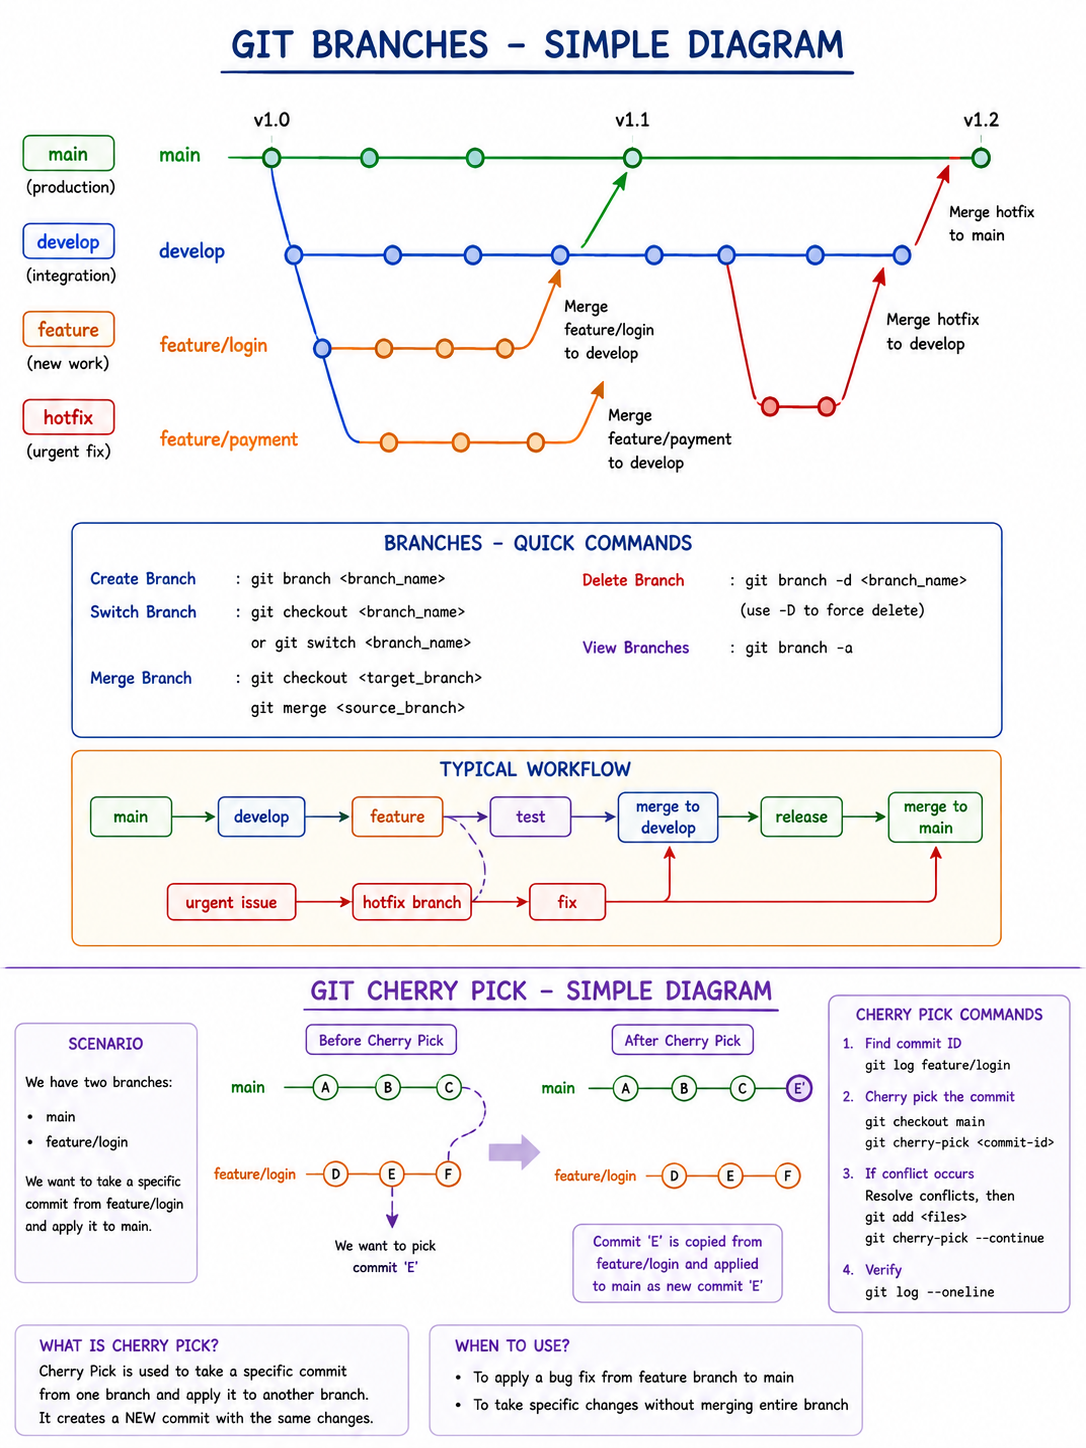 GIT BRANCHES – SIMPLE DIAGRAM
v1.0
v1.1
v1.2
main
(production)
main
develop
(integration)
develop
feature
(new work)
feature/login
hotfix
(urgent fix)
feature/payment
Merge
feature/login
to develop
Merge
feature/payment
to develop
Merge hotfix
to main
Merge hotfix
to develop
BRANCHES – QUICK COMMANDS
Create Branch : git branch <branch_name>
Switch Branch : git checkout <branch_name>
or git switch <branch_name>
Merge Branch : git checkout <target_branch>
git merge <source_branch>
Delete Branch : git branch -d <branch_name>
(use -D to force delete)
View Branches : git branch -a
TYPICAL WORKFLOW
main
develop
feature
test
merge to
develop
release
merge to
main
urgent issue
hotfix branch
fix
GIT CHERRY PICK – SIMPLE DIAGRAM
SCENARIO
We have two branches:
• main
• feature/login
We want to take a specific
commit from feature/login
and apply it to main.
Before Cherry Pick
main
A
B
C
feature/login
D
E
F
We want to pick
commit 'E'
After Cherry Pick
main
A
B
C
E'
feature/login
D
E
F
Commit 'E' is copied from
feature/login and applied
to main as new commit 'E'
CHERRY PICK COMMANDS
1. Find commit ID
git log feature/login
2. Cherry pick the commit
git checkout main
git cherry-pick <commit-id>
3. If conflict occurs
Resolve conflicts, then
git add <files>
git cherry-pick --continue
4. Verify
git log --oneline
WHAT IS CHERRY PICK?
Cherry Pick is used to take a specific commit
from one branch and apply it to another branch.
It creates a NEW commit with the same changes.
WHEN TO USE?
• To apply a bug fix from feature branch to main
• To take specific changes without merging entire branch